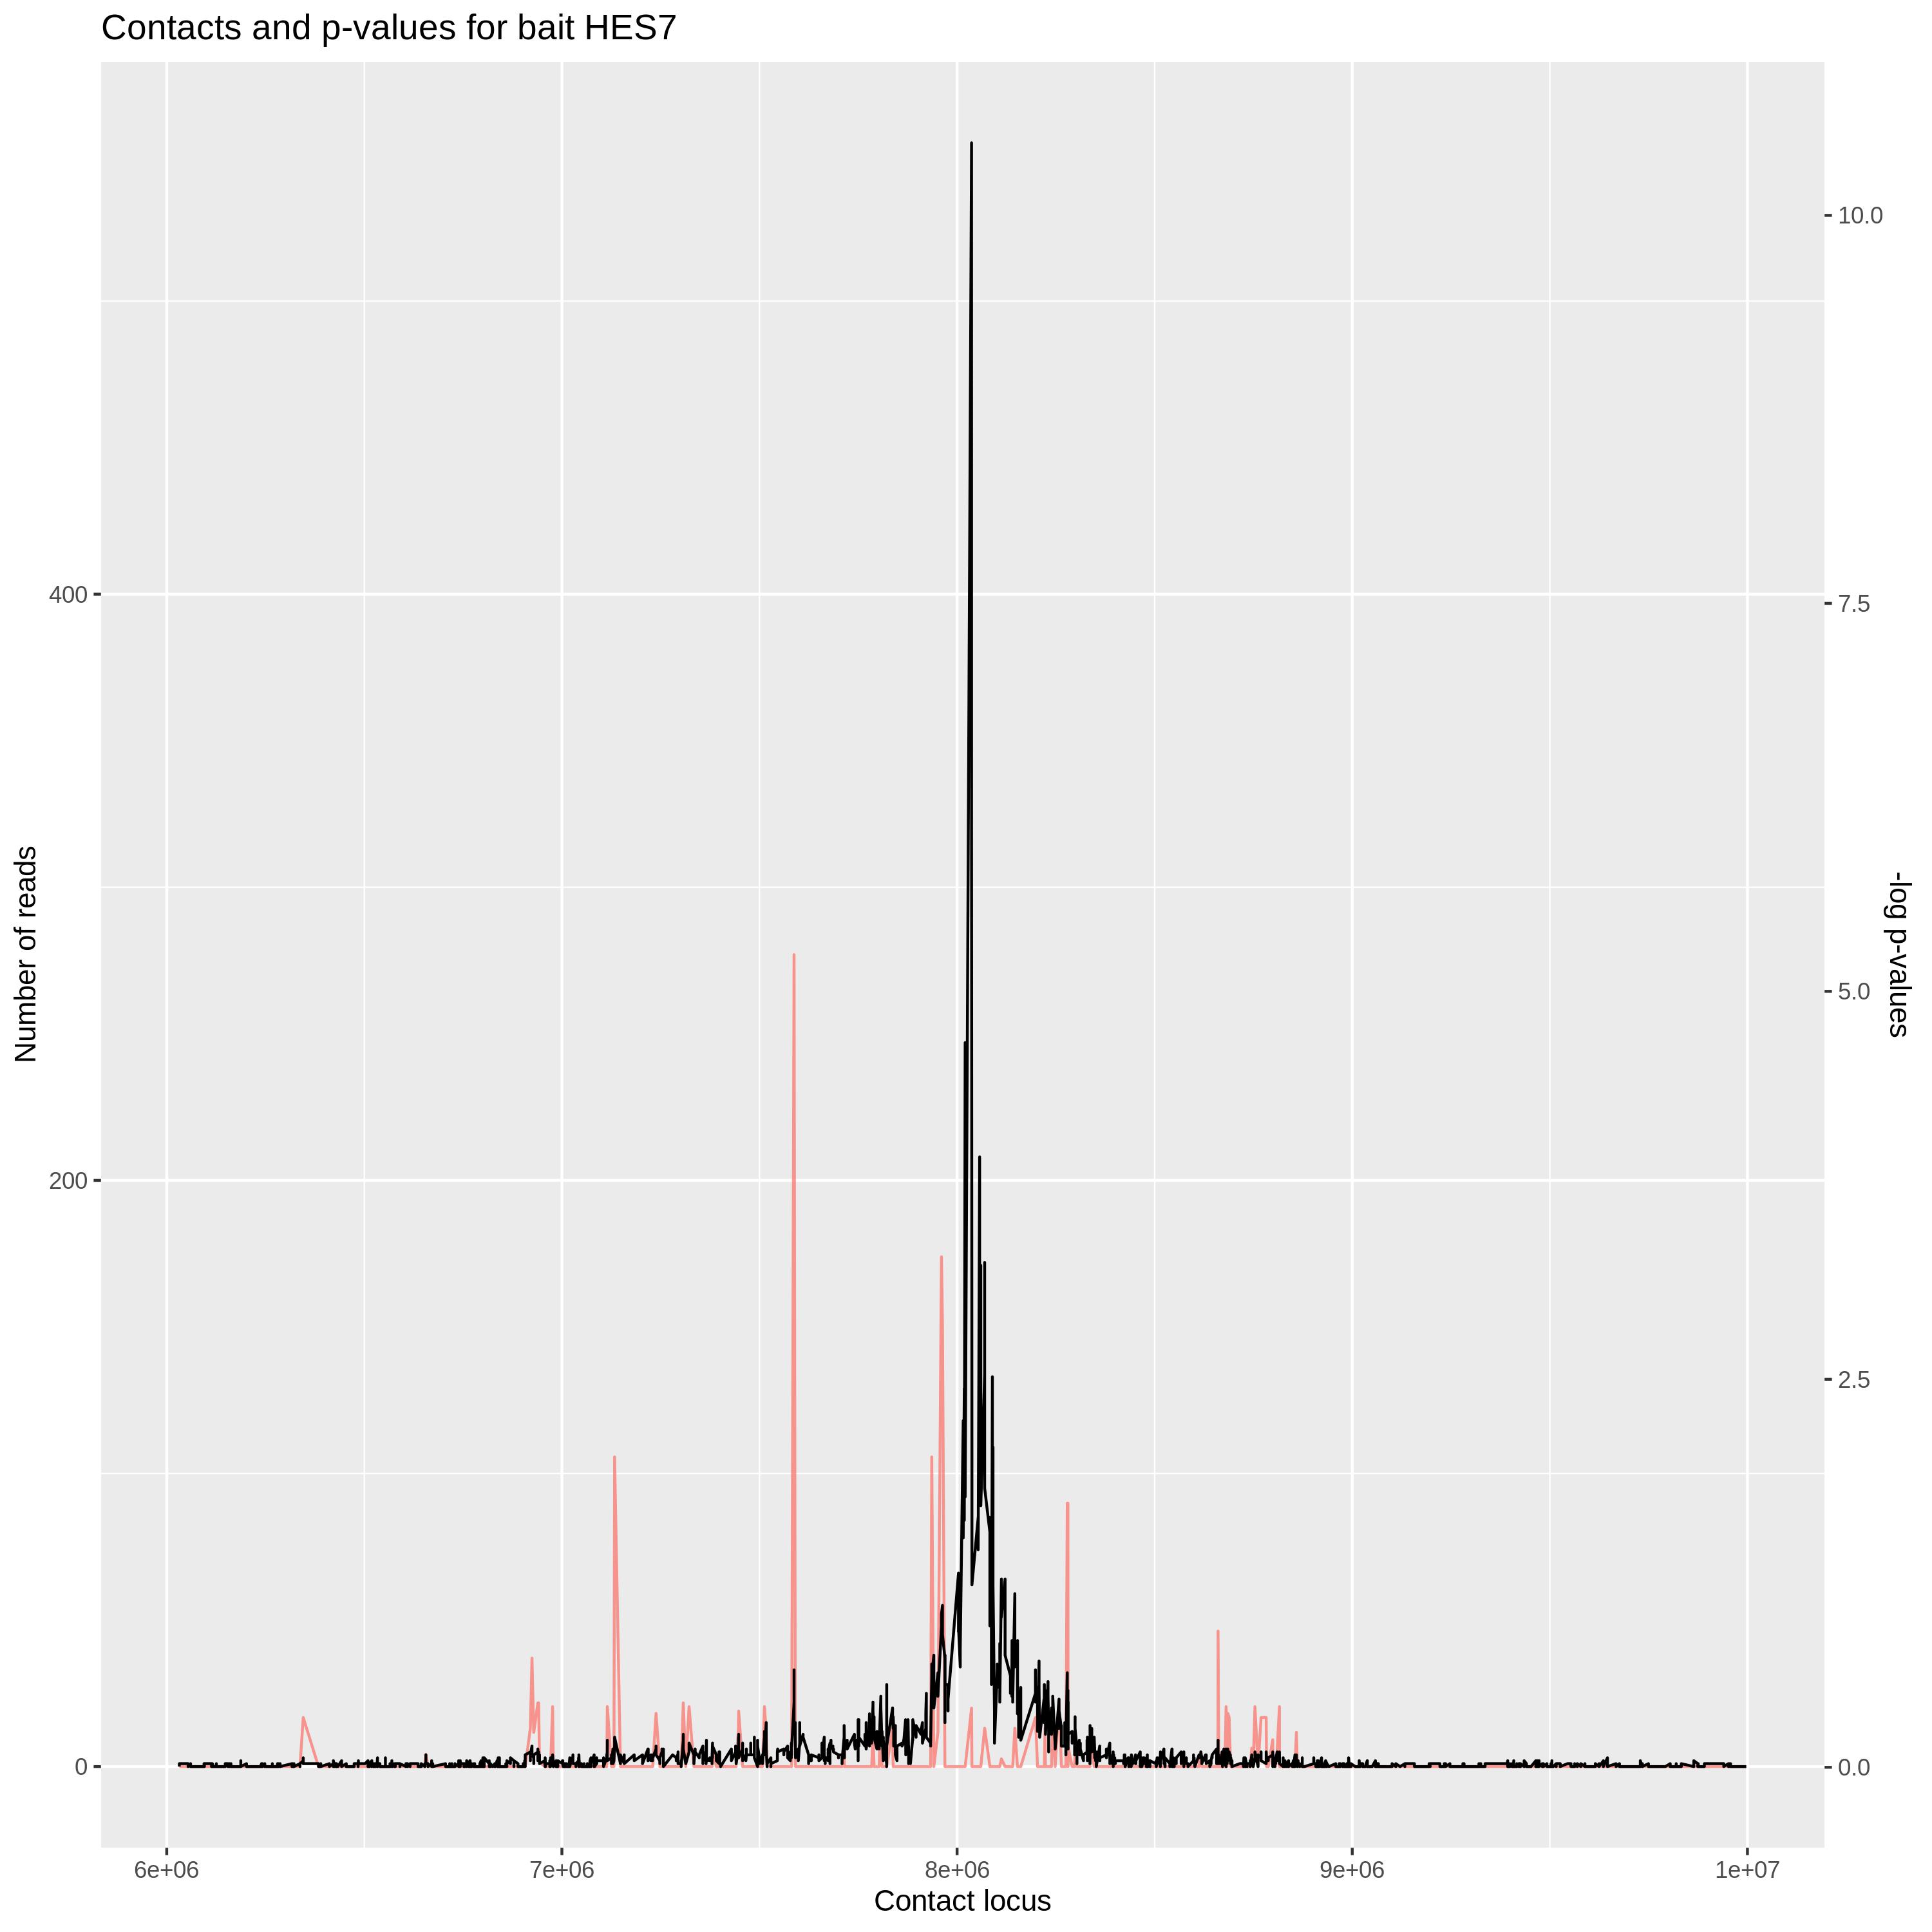 Contacts and p-values for bait HES7
Number of reads
400
200
0
10.0
7.5
5.0
2.5
0.0
-log p-values
6e+06
7e+06
8e+06
9e+06
1e+07
Contact locus